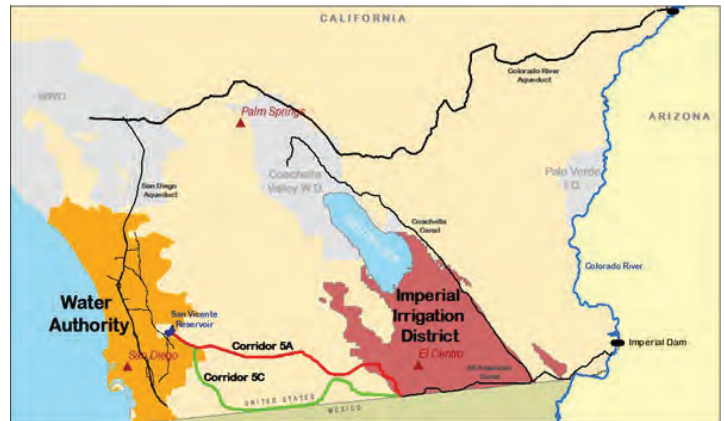 CALIFORNIA
Colorado River
Aqueduct
MWD
Palm Springs
ARIZONA
Coachella
Valley W.D.
Palo Verde
I.D.
San Diego
Aqueduct
Coachella
Canal
Water
Authority
San Vicente
Reservoir
Imperial
Irrigation
District
Colorado River
Corridor 5A
Imperial Dam
San Diego
El Centro
Corridor 5C
All American
Canal
UNITED STATES
MEXICO